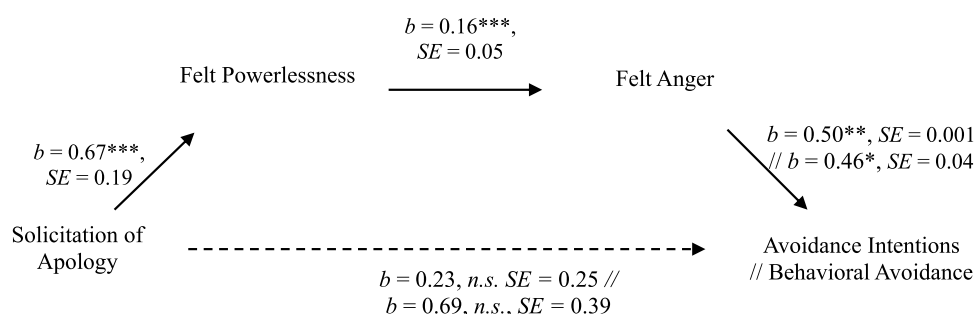 b = 0.16***,
SE = 0.05
Felt Powerlessness
Felt Anger
b = 0.67***,
SE = 0.19
b = 0.50**, SE = 0.001
// b = 0.46*, SE = 0.04
Solicitation of
Apology
Avoidance Intentions
// Behavioral Avoidance
b = 0.23, n.s. SE = 0.25 //
b = 0.69, n.s., SE = 0.39